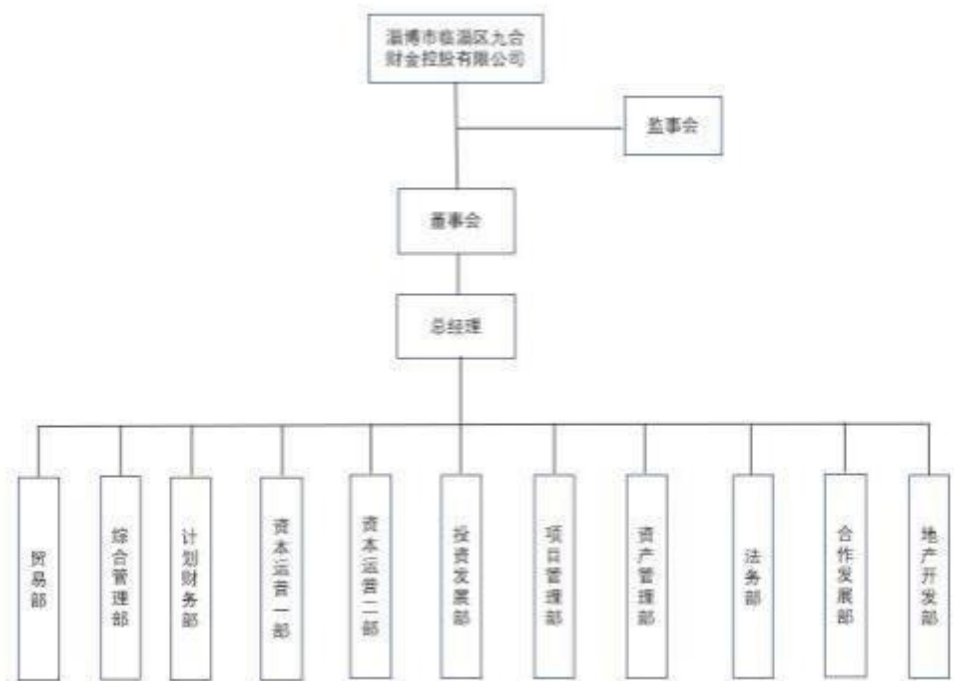 淄博市临淄区九合
财金控股有限公司
监事会
董事会
总经理
贸易部
综合管理部
计划财务部
资本运营一部
资本运营二部
投资发展部
项目管理部
资产管理部
法务部
合作发展部
地产开发部